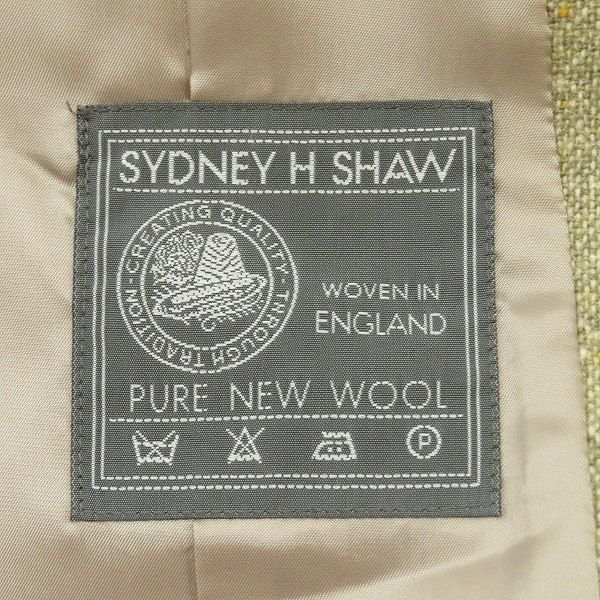 SYDNEY H SHAW
CREATING QUALITY
THROUGH TRADITION
WOVEN IN
ENGLAND
PURE NEW WOOL
P